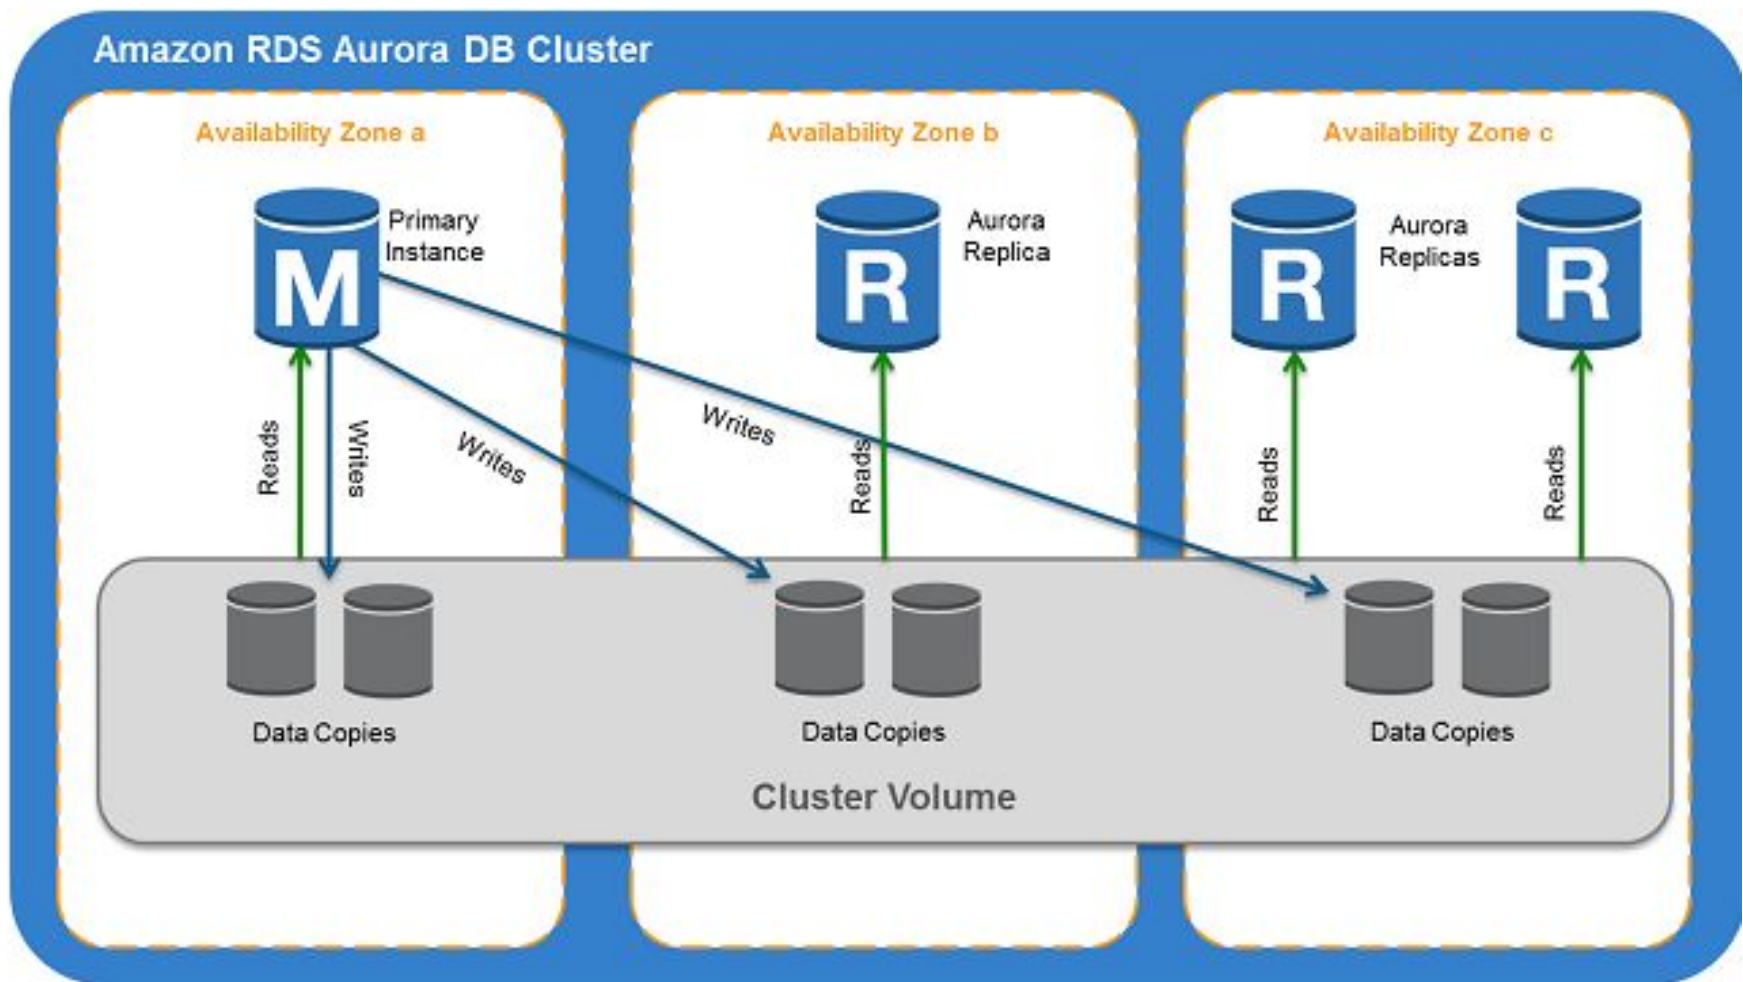 Amazon RDS Aurora DB Cluster
Availability Zone a
Availability Zone b
Availability Zone c
M
Primary
Instance
R
Aurora
Replica
R
Aurora
Replicas
R
Reads
Writes
Writes
Writes
Reads
Reads
Reads
Data Copies
Data Copies
Data Copies
Cluster Volume